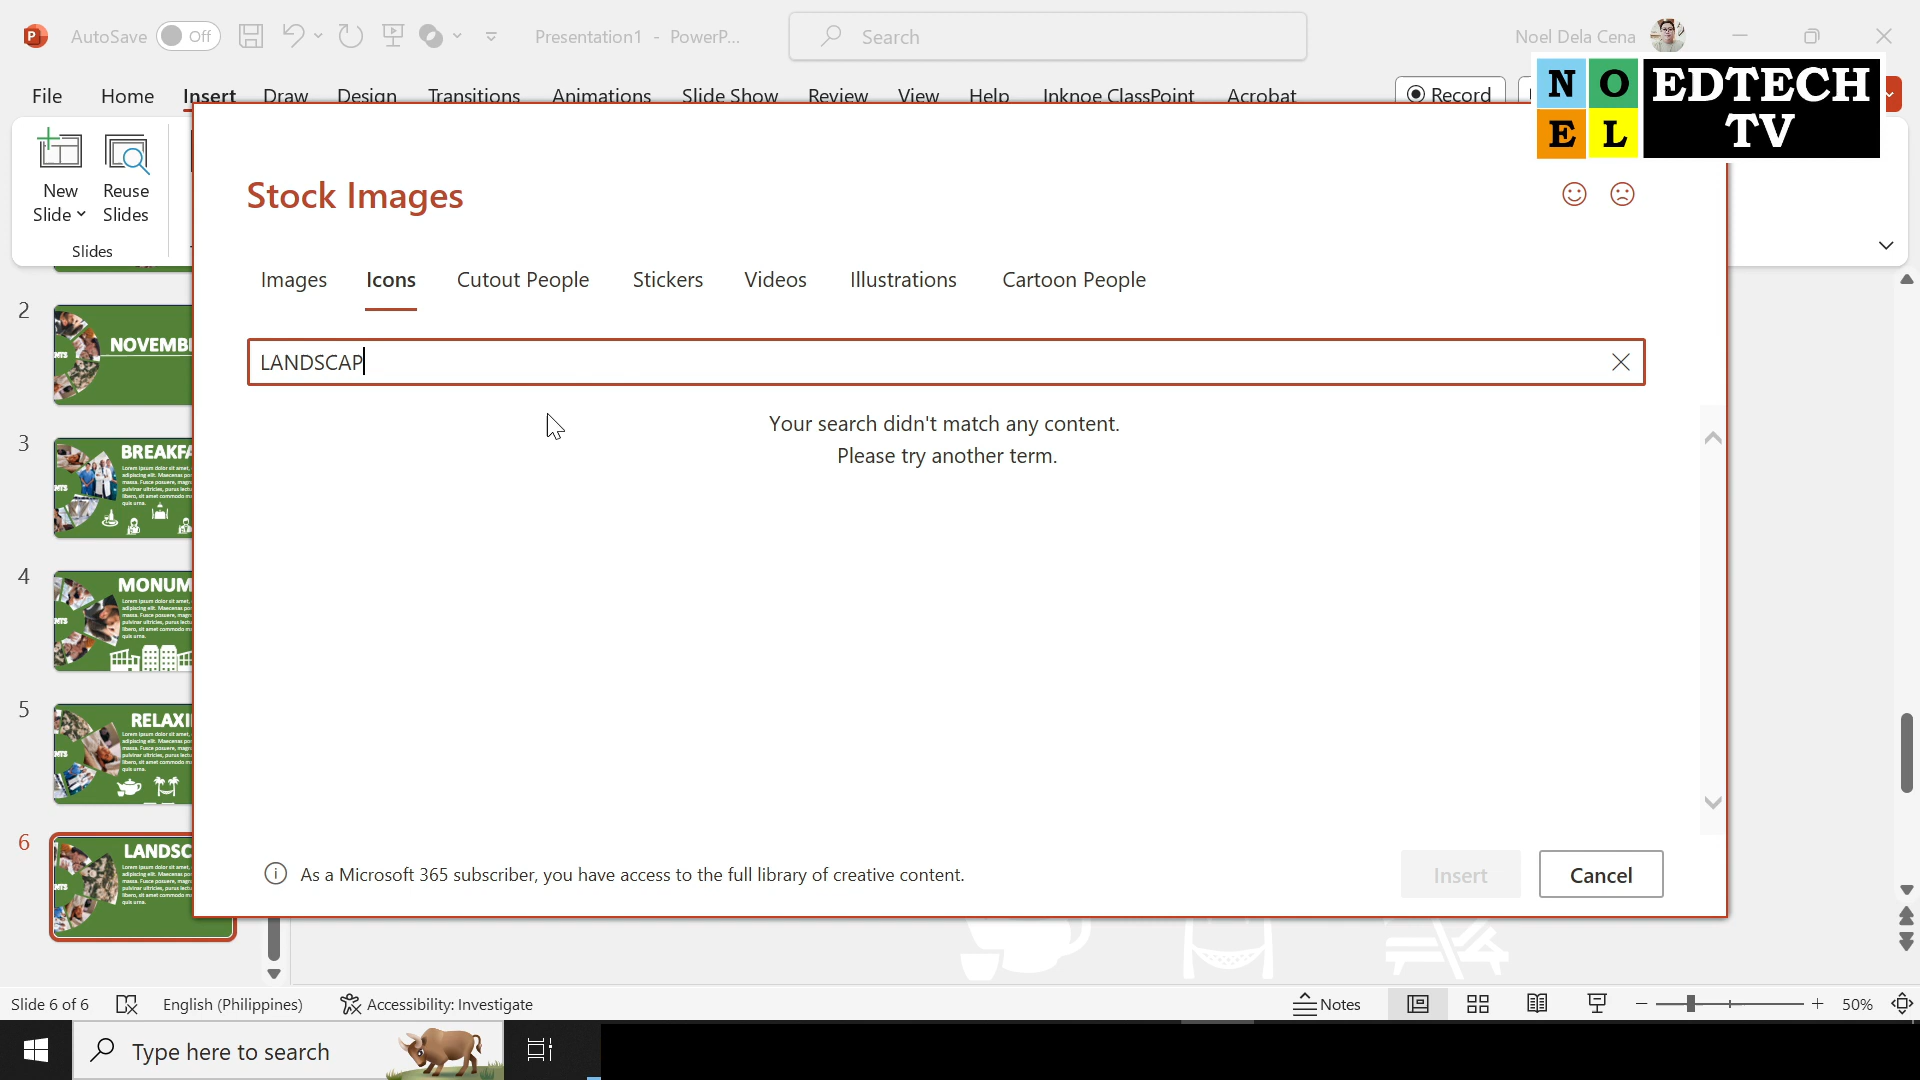 AutoSave Off
Presentation1 - PowerP...
Search
Noel Dela Cena
File Home Insert Draw Design Transitions Animations Slide Show Review View Help Inknoe ClassPoint Acrobat
Record
N O
E L
EDTECH
TV
New
Slide
Reuse
Slides
Slides
Stock Images
Images Icons Cutout People Stickers Videos Illustrations Cartoon People
LANDSCAP
Your search didn't match any content.
Please try another term.
2
NOVEMB
3
BREAKFA
4
MONUM
5
RELAXI
6
LANDSC
As a Microsoft 365 subscriber, you have access to the full library of creative content.
Insert
Cancel
Slide 6 of 6
English (Philippines)
Accessibility: Investigate
Notes
50%
Type here to search